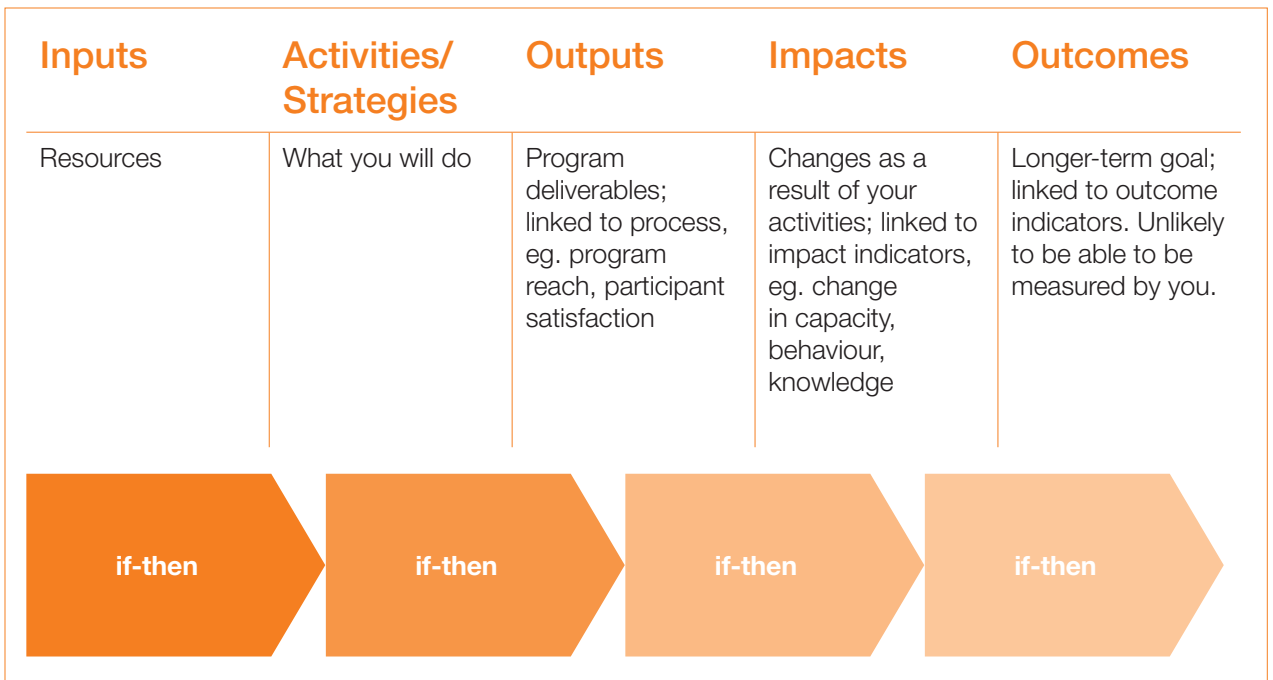 Inputs
Activities/
Strategies
Outputs
Impacts
Outcomes
Resources
What you will do
Program
deliverables;
linked to process,
eg. program
reach, participant
satisfaction
Changes as a
result of your
activities; linked to
impact indicators,
eg. change
in capacity,
behaviour,
knowledge
Longer-term goal;
linked to outcome
indicators. Unlikely
to be able to be
measured by you.
if-then
if-then
if-then
if-then